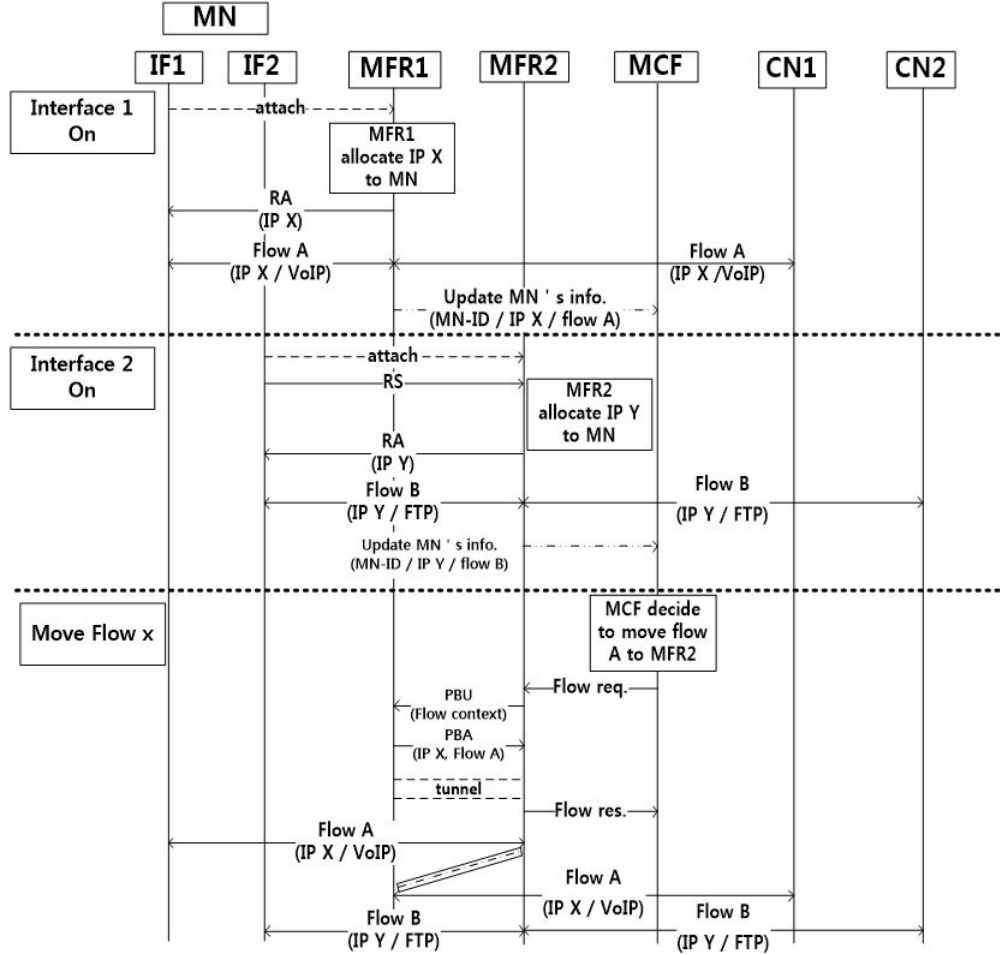 MN
IF1 IF2 MFR1 MFR2 MCF CN1 CN2
Interface 1
On
attach
MFR1
allocate IP X
to MN
RA
(IP X)
Flow A
(IP X / VoIP)
Flow A
(IP X /VoIP)
Update MN ' s info.
(MN-ID / IP X / flow A)
Interface 2
On
attach
RS
MFR2
allocate IP Y
to MN
RA
(IP Y)
Flow B
(IP Y / FTP)
Flow B
(IP Y / FTP)
Update MN ' s info.
(MN-ID / IP Y / flow B)
Move Flow x
MCF decide
to move flow
A to MFR2
Flow req.
PBU
(Flow context)
PBA
(IP X, Flow A)
tunnel
Flow res.
Flow A
(IP X / VoIP)
Flow A
(IP X / VoIP)
Flow B
(IP Y / FTP)
Flow B
(IP Y / FTP)